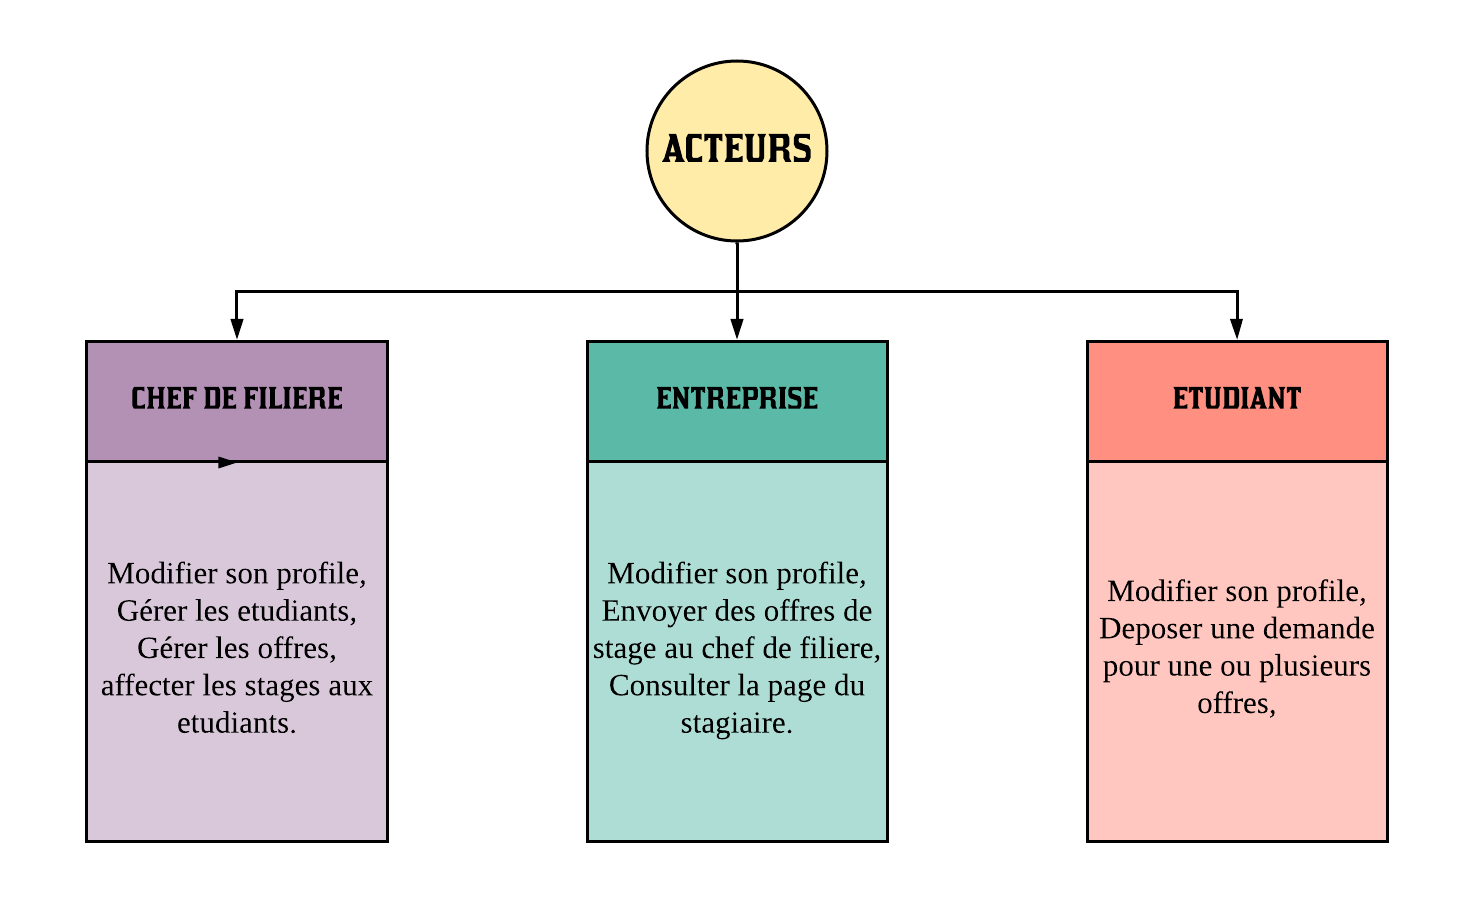 ACTEURS
CHEF DE FILIERE
Modifier son profile,
Gérer les etudiants,
Gérer les offres,
affecter les stages aux
etudiants.
ENTREPRISE
Modifier son profile,
Envoyer des offres de
stage au chef de filiere,
Consulter la page du
stagiaire.
ETUDIANT
Modifier son profile,
Deposer une demande
pour une ou plusieurs
offres,